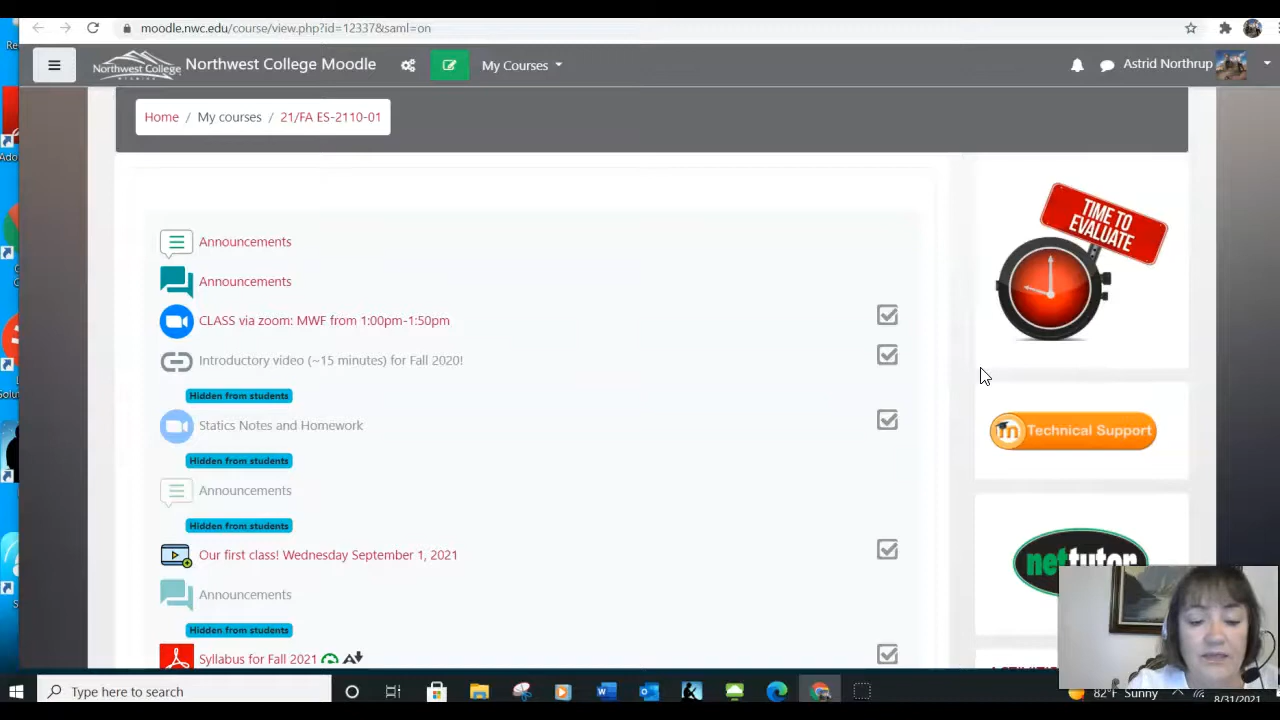 moodle.nwc.edu/course/view.php?id=12337&saml=on
Northwest College Northwest College Moodle My Courses Astrid Northrup
Home / My courses / 21/FA ES-2110-01
TIME TO
EVALUATE
Announcements
Announcements
CLASS via zoom: MWF from 1:00pm-1:50pm
Introductory video (~15 minutes) for Fall 2020!
Hidden from students
Statics Notes and Homework
Technical Support
Hidden from students
Announcements
Hidden from students
Our first class! Wednesday September 1, 2021
nettutor
Announcements
Hidden from students
Syllabus for Fall 2021
Type here to search
82°F Sunny
8/31/2021